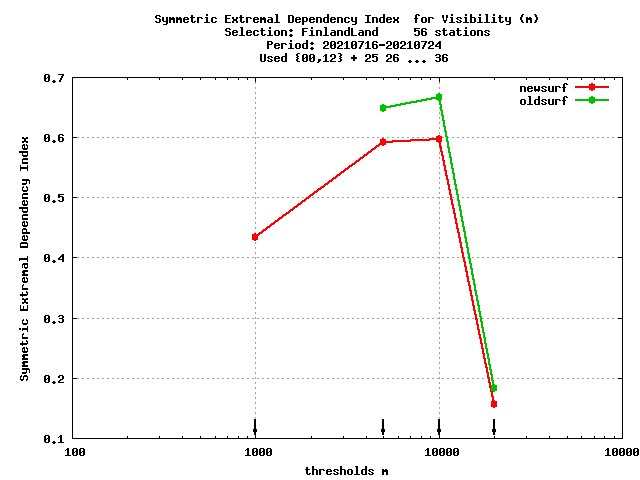 Symmetric Extremal Dependency Index  for Visibility (m)
Selection: FinlandLand     56 stations
Period: 20210716-20210724
Used {00,12} + 25 26 ... 36
newsurf
oldsurf
Symmetric Extremal Dependency Index
0.7
0.6
0.5
0.4
0.3
0.2
0.1
100
1000
10000
10000
thresholds m